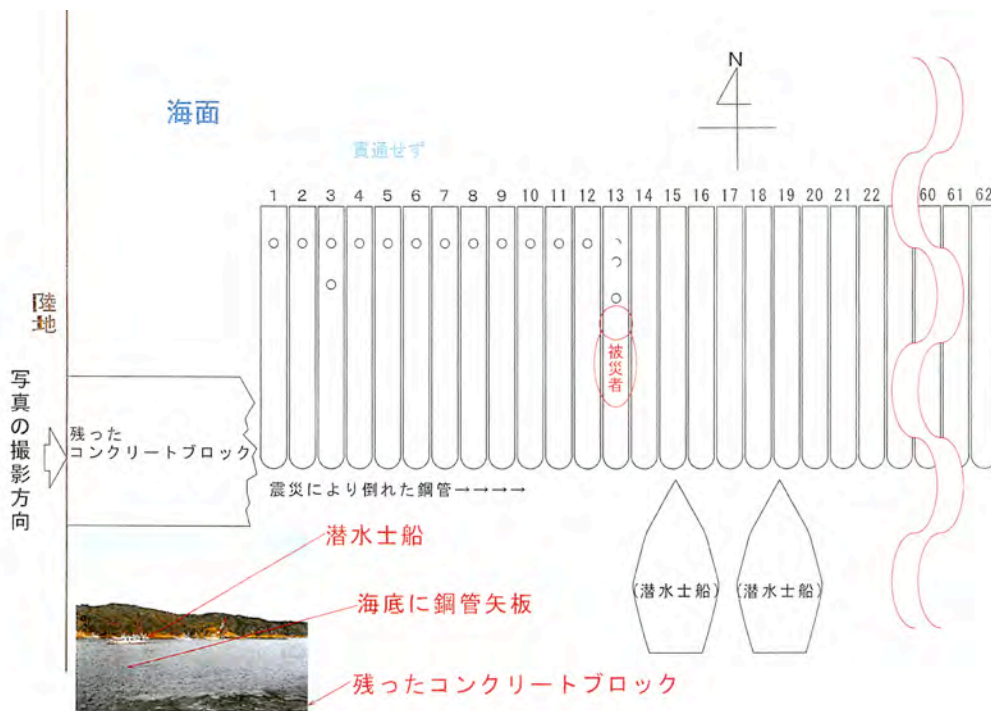 N
海面
貫通せず
1 2 3 4 5 6 7 8 9 10 11 12 13 14 15 16 17 18 19 20 21 22 60 61 62
陸地
被災者
写真の撮影方向
残った
コンクリートブロック
震災により倒れた鋼管→→→→
潜水士船
(潜水士船)
(潜水士船)
海底に鋼管矢板
残ったコンクリートブロック